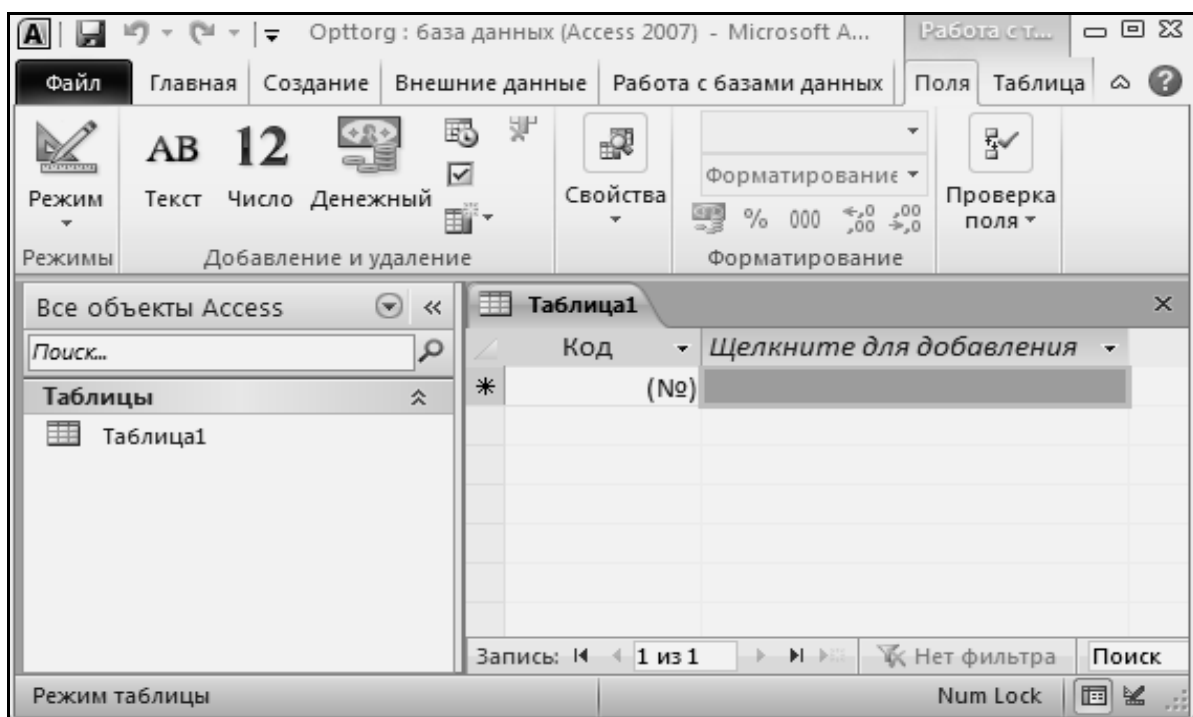 Opttorg : база данных (Access 2007) - Microsoft A... Работа с т...
Файл Главная Создание Внешние данные Работа с базами данных Поля Таблица
AB 12
Режим Текст Число Денежный Свойства Форматирование % 000 Проверка поля
Режимы Добавление и удаление Форматирование
Все объекты Access Таблица1
Поиск... Код Щелкните для добавления
Таблицы (№)
Таблица1
Запись: 1 из 1 Нет фильтра Поиск
Режим таблицы Num Lock